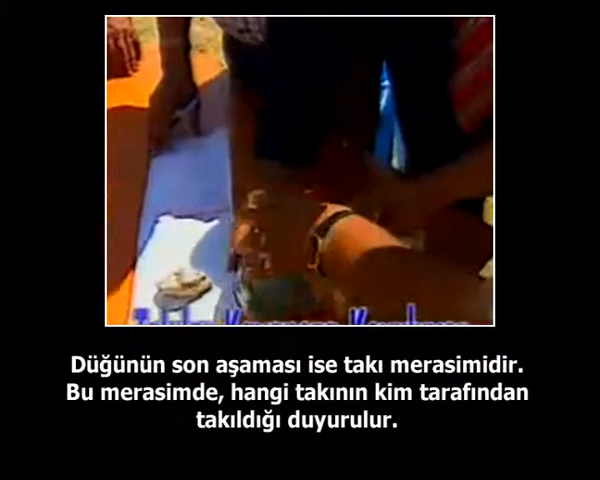 Düğünün son aşaması ise takı merasimidir.
Bu merasimde, hangi takının kim tarafından
takıldığı duyurulur.